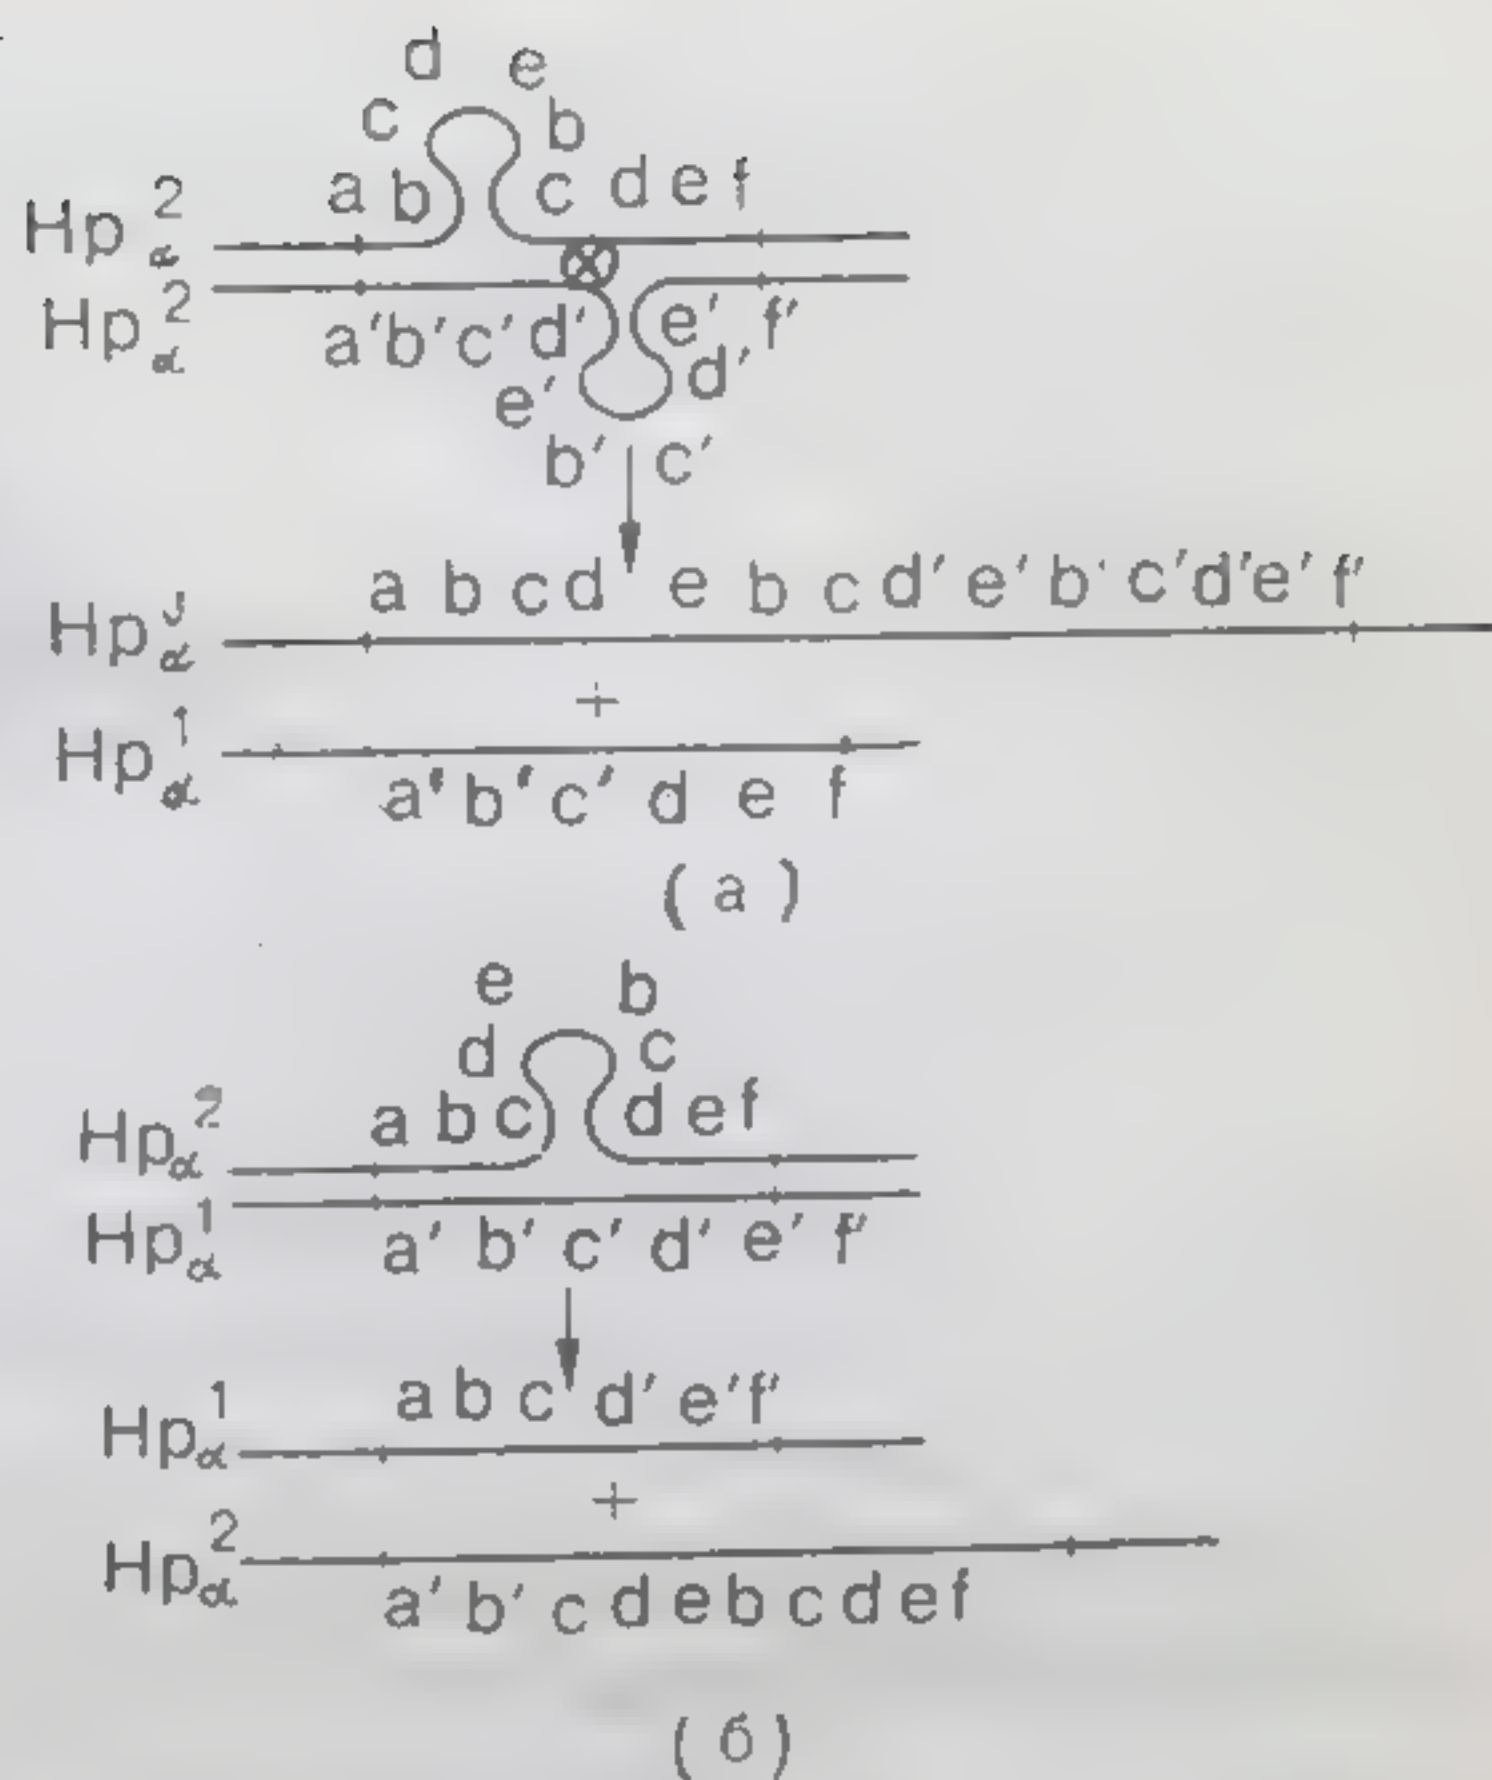 d e
c b
a b c d e f
Hp 2 α
Hp 2 α
a′ b′ c′ d′ e′ f′
e′ d′
b′ c′
a b c d e b c d′ e′ b′ c′ d′ e′ f′
Hp α
+
Hp 1 α
a′ b′ c′ d e f
( a )
e b
d c
a b c d e f
Hp 2 α
Hp 1 α
a′ b′ c′ d′ e′ f′
a b c d′ e′ f′
Hp 1 α
+
Hp 2 α
a′ b′ c d e b c d e f
( б )